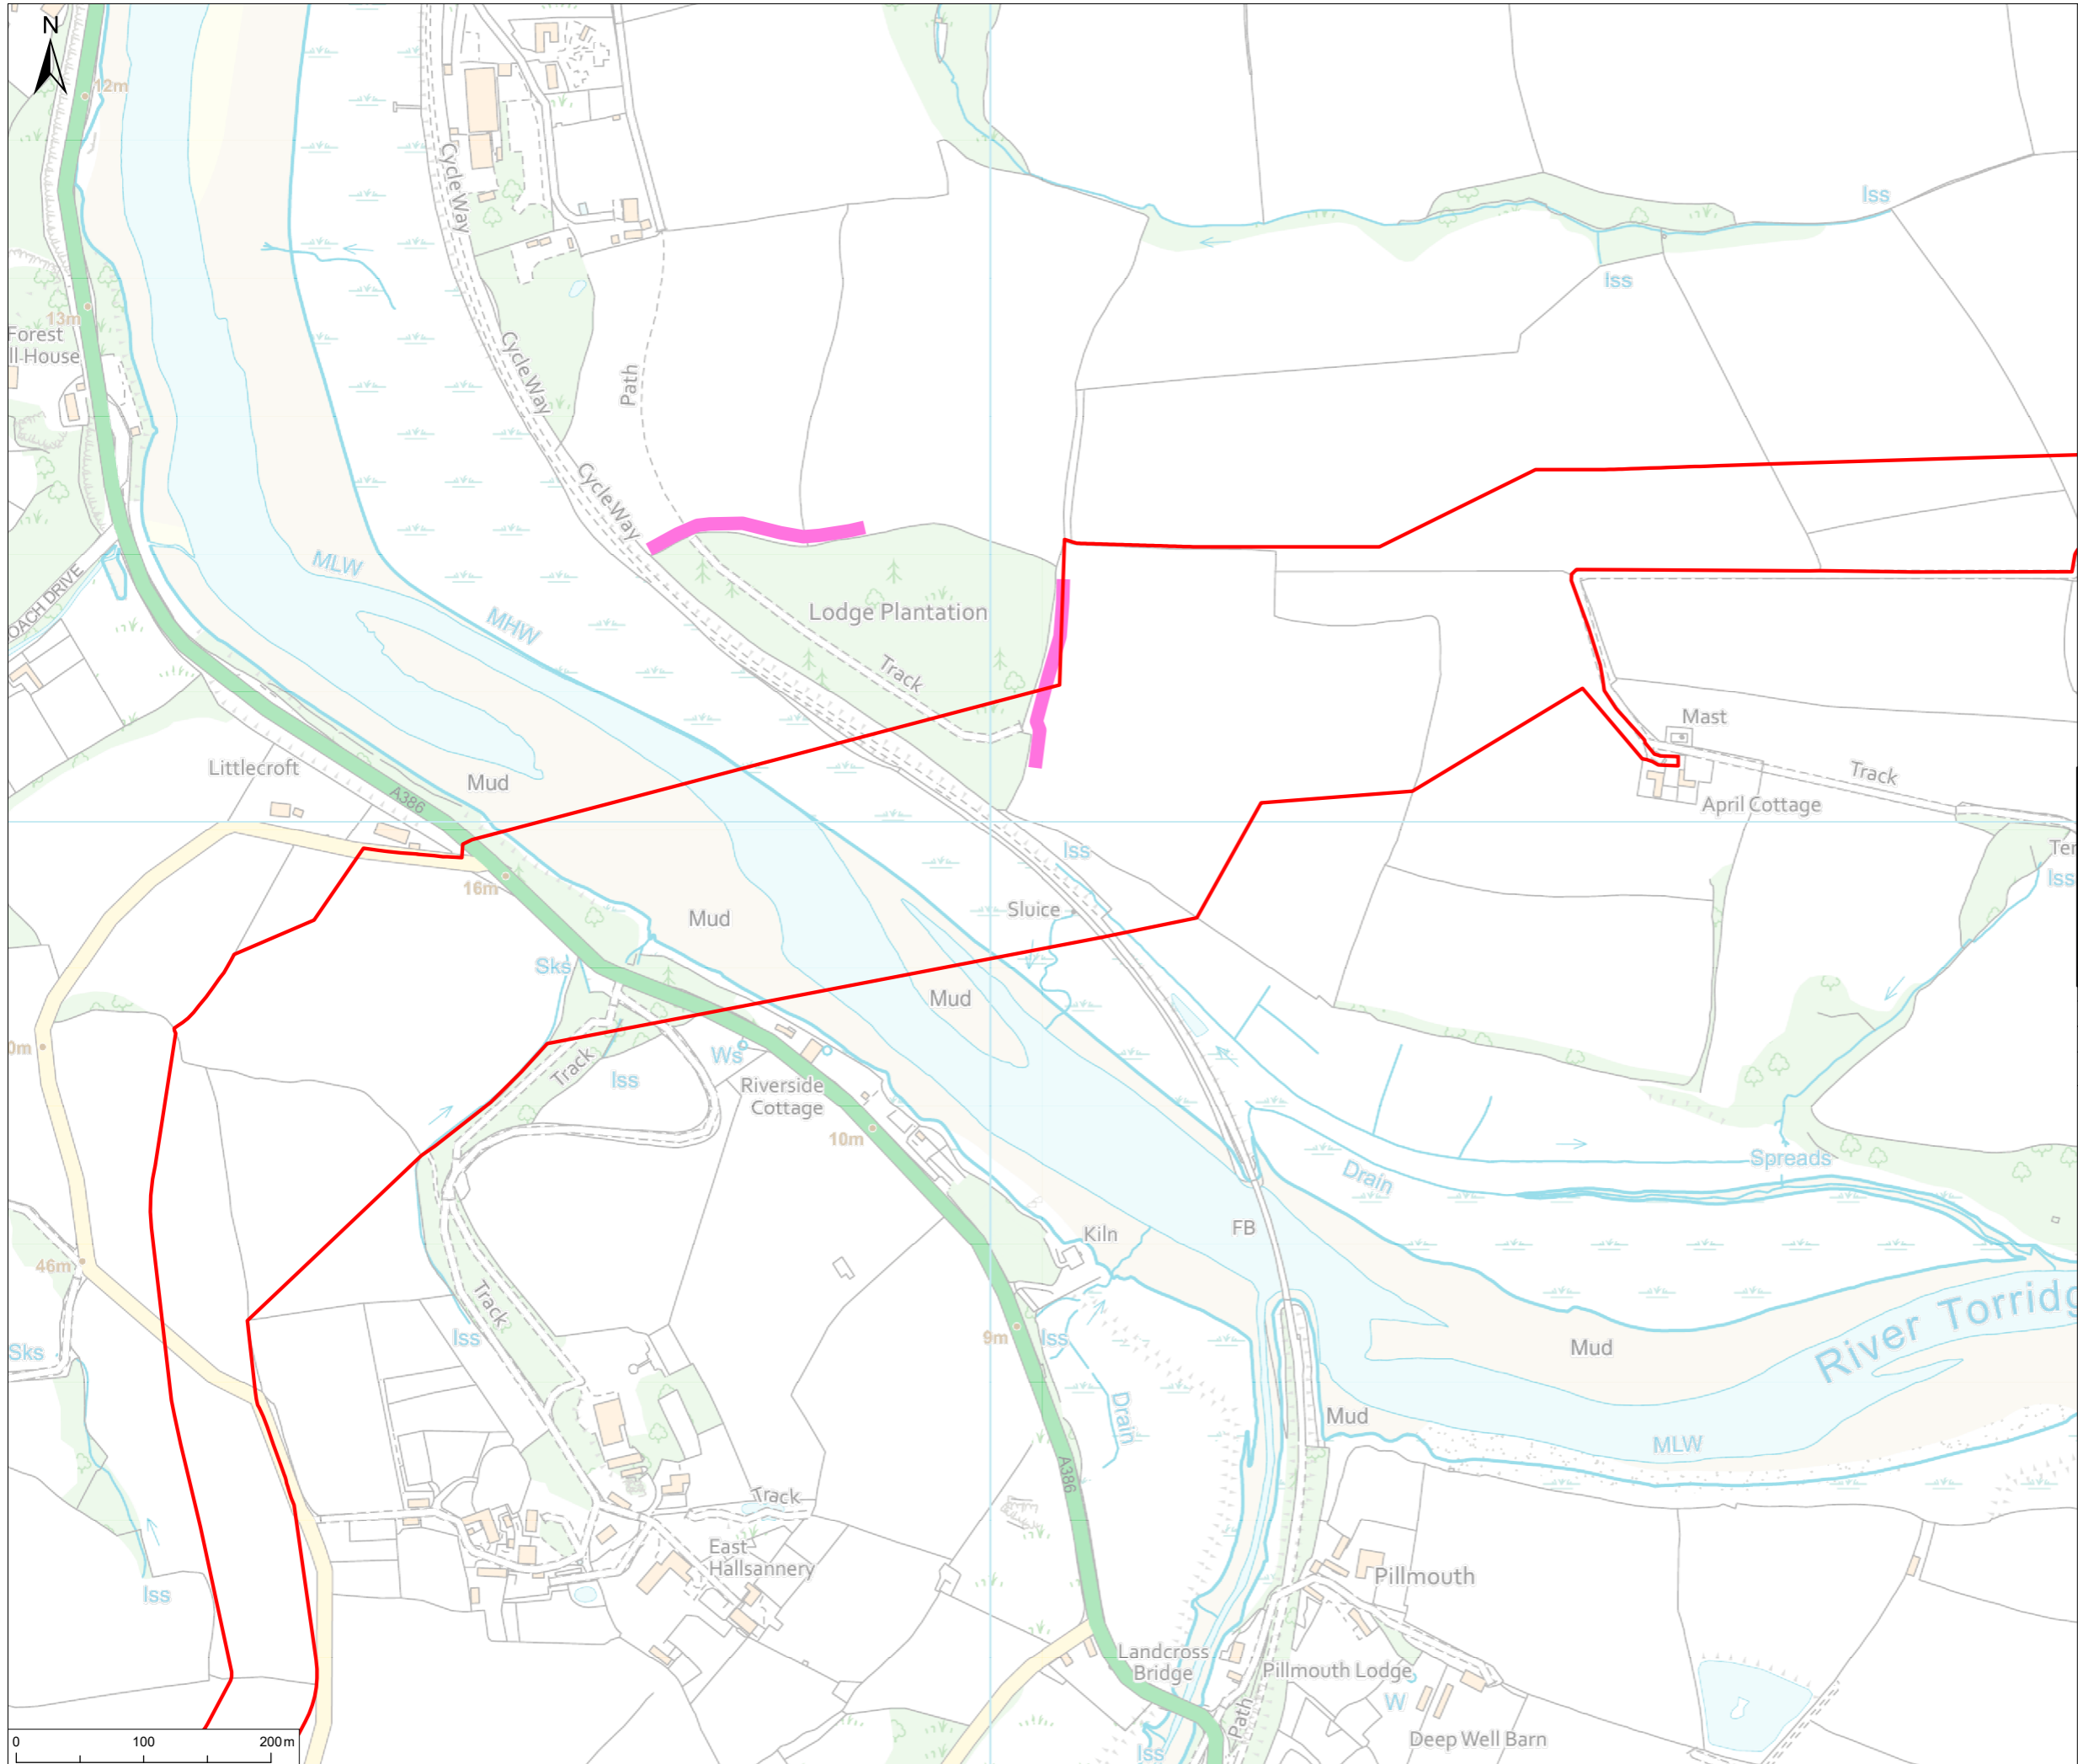 N
12m
Cycle Way
Iss
Iss
13m
Forest
ll House
Cycle Way
Path
Cycle Way
MLW
MHW
OACH DRIVE
Lodge Plantation
Track
Mast
Track
April Cottage
Littlecroft
Mud
A386
16m
Iss
Ter
Iss
Sluice
Mud
Sks
Mud
0m
Track
Ws
Iss
Riverside
Cottage
10m
Drain
Spreads
FB
Kiln
46m
Track
Iss
9m
Iss
Sks
Mud
River Torridg
Drain
Mud
MLW
A386
Track
East
Hallsannery
Iss
Pillmouth
Landcross
Bridge
Pillmouth Lodge
W
Path
Deep Well Barn
Iss
0 100 200 m